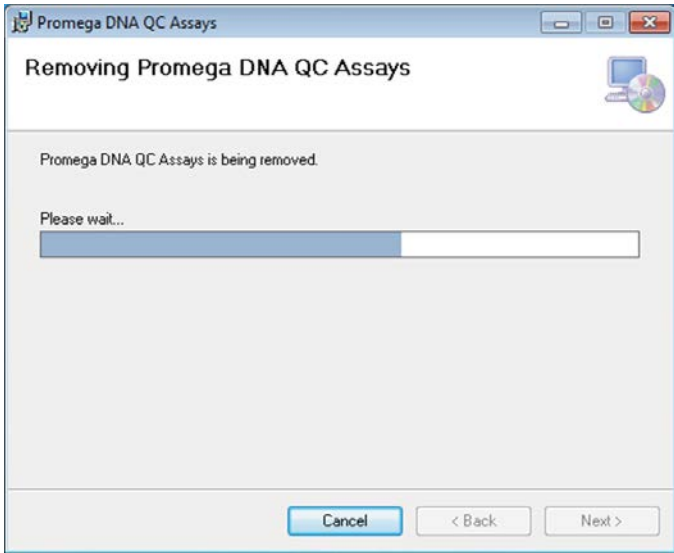 Promega DNA QC Assays
Removing Promega DNA QC Assays
Promega DNA QC Assays is being removed.
Please wait...
Cancel
< Back
Next >